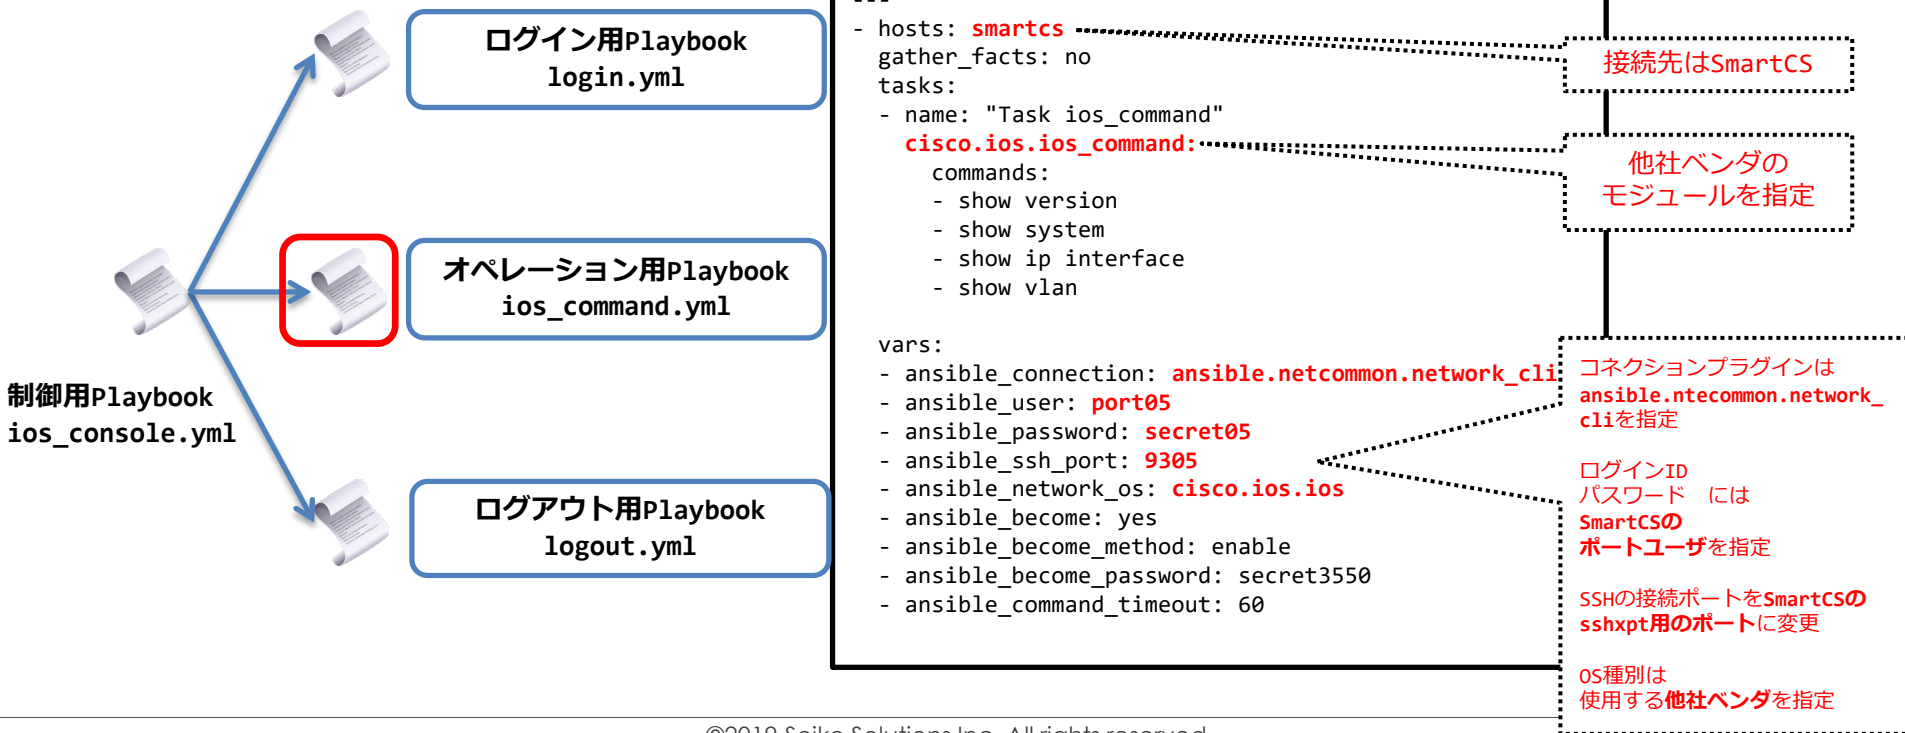 ログイン用Playbook
login.yml
オペレーション用Playbook
ios_command.yml
制御用Playbook
ios_console.yml
ログアウト用Playbook
logout.yml
---
- hosts: smartcs
gather_facts: no
tasks:
- name: "Task ios_command"
cisco.ios.ios_command:
commands:
- show version
- show system
- show ip interface
- show vlan
vars:
- ansible_connection: ansible.netcommon.network_cli
- ansible_user: port05
- ansible_password: secret05
- ansible_ssh_port: 9305
- ansible_network_os: cisco.ios.ios
- ansible_become: yes
- ansible_become_method: enable
- ansible_become_password: secret3550
- ansible_command_timeout: 60
接続先はSmartCS
他社ベンダの
モジュールを指定
コネクションプラグインは
ansible.ntecommon.network_
cliを指定
ログインID
パスワード には
SmartCSの
ポートユーザを指定
SSHの接続ポートをSmartCSの
sshxpt用のポートに変更
OS種別は
使用する他社ベンダを指定
©2019 Seiko Solutions Inc. All rights reserved